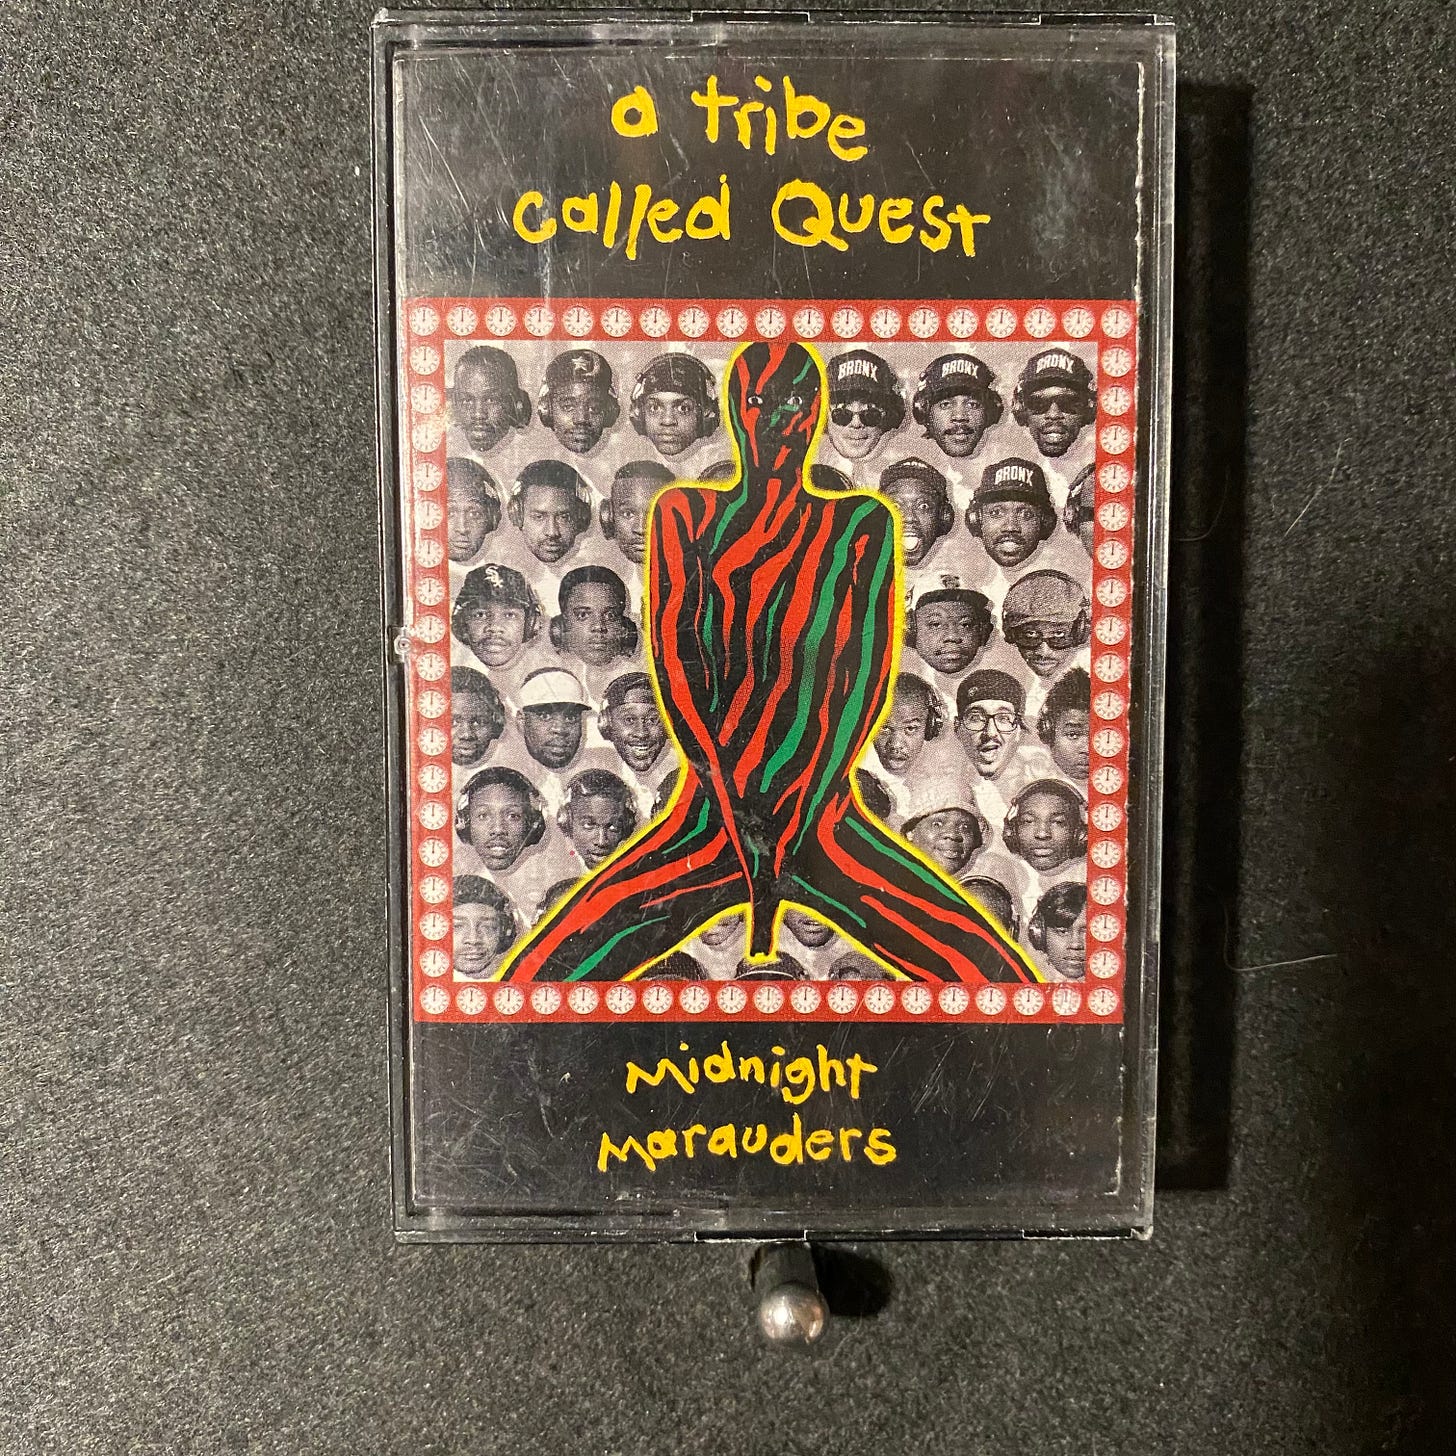 a tribe
called Quest
BRONX
BRONX
BRONX
BRONX
Midnight
Marauders